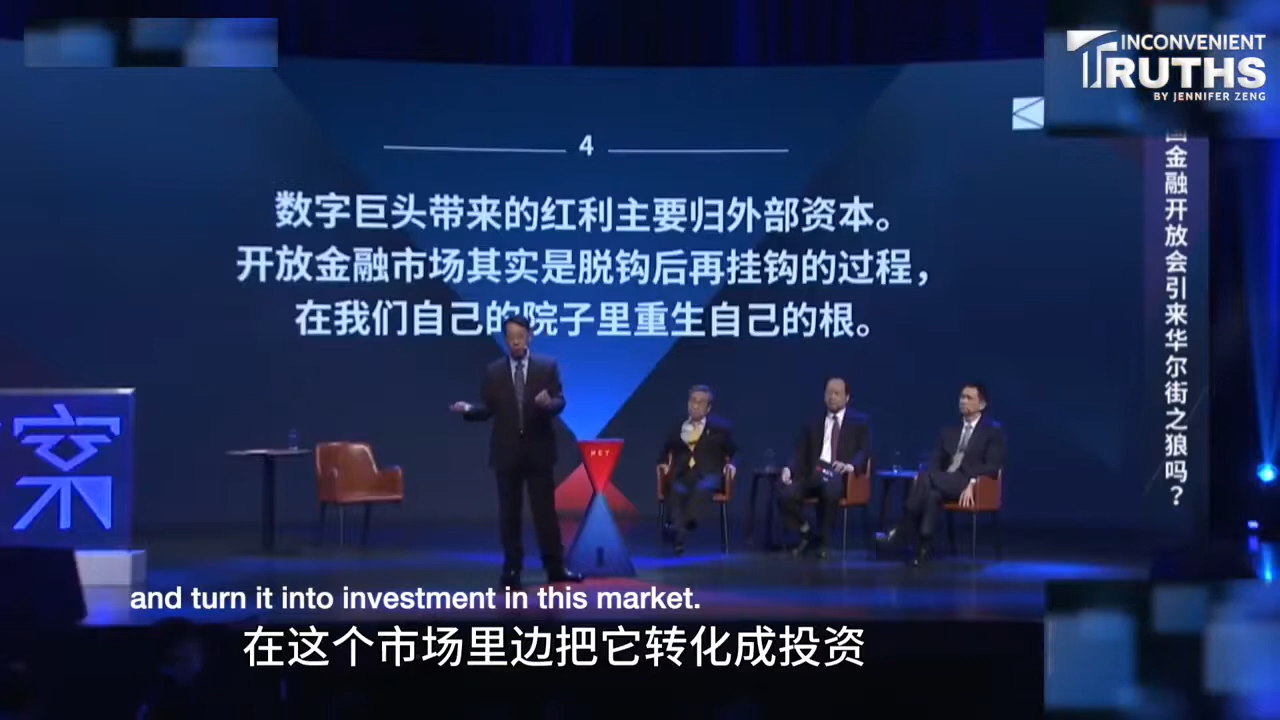 INCONVENIENT
TRUTHS
BY JENNIFER ZENG
4
数字巨头带来的红利主要归外部资本。
开放金融市场其实是脱钩后再挂钩的过程，
在我们自己的院子里重生自己的根。
国金融开放会引来华尔街之狼吗？
案
KEY
and turn it into investment in this market.
在这个市场里边把它转化成投资